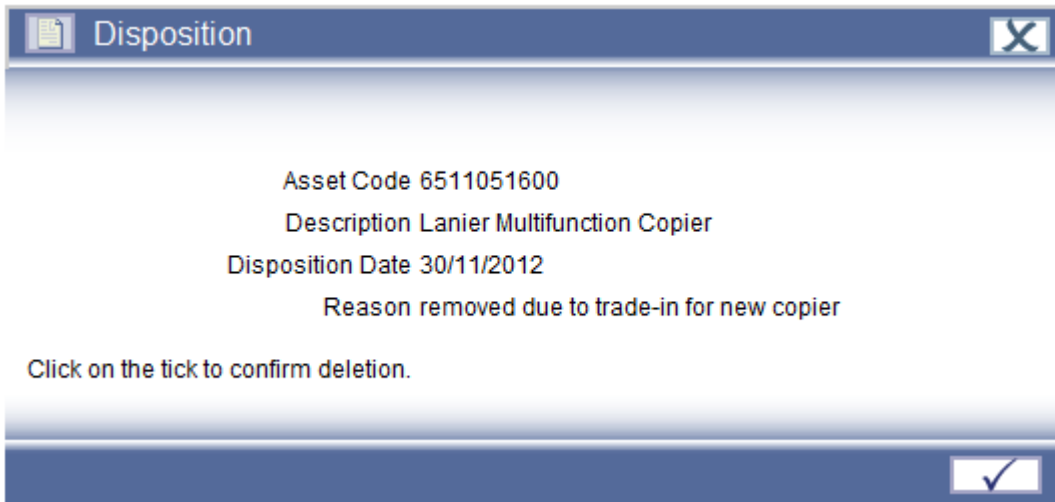 Disposition
Asset Code 6511051600
Description Lanier Multifunction Copier
Disposition Date 30/11/2012
Reason removed due to trade-in for new copier
Click on the tick to confirm deletion.